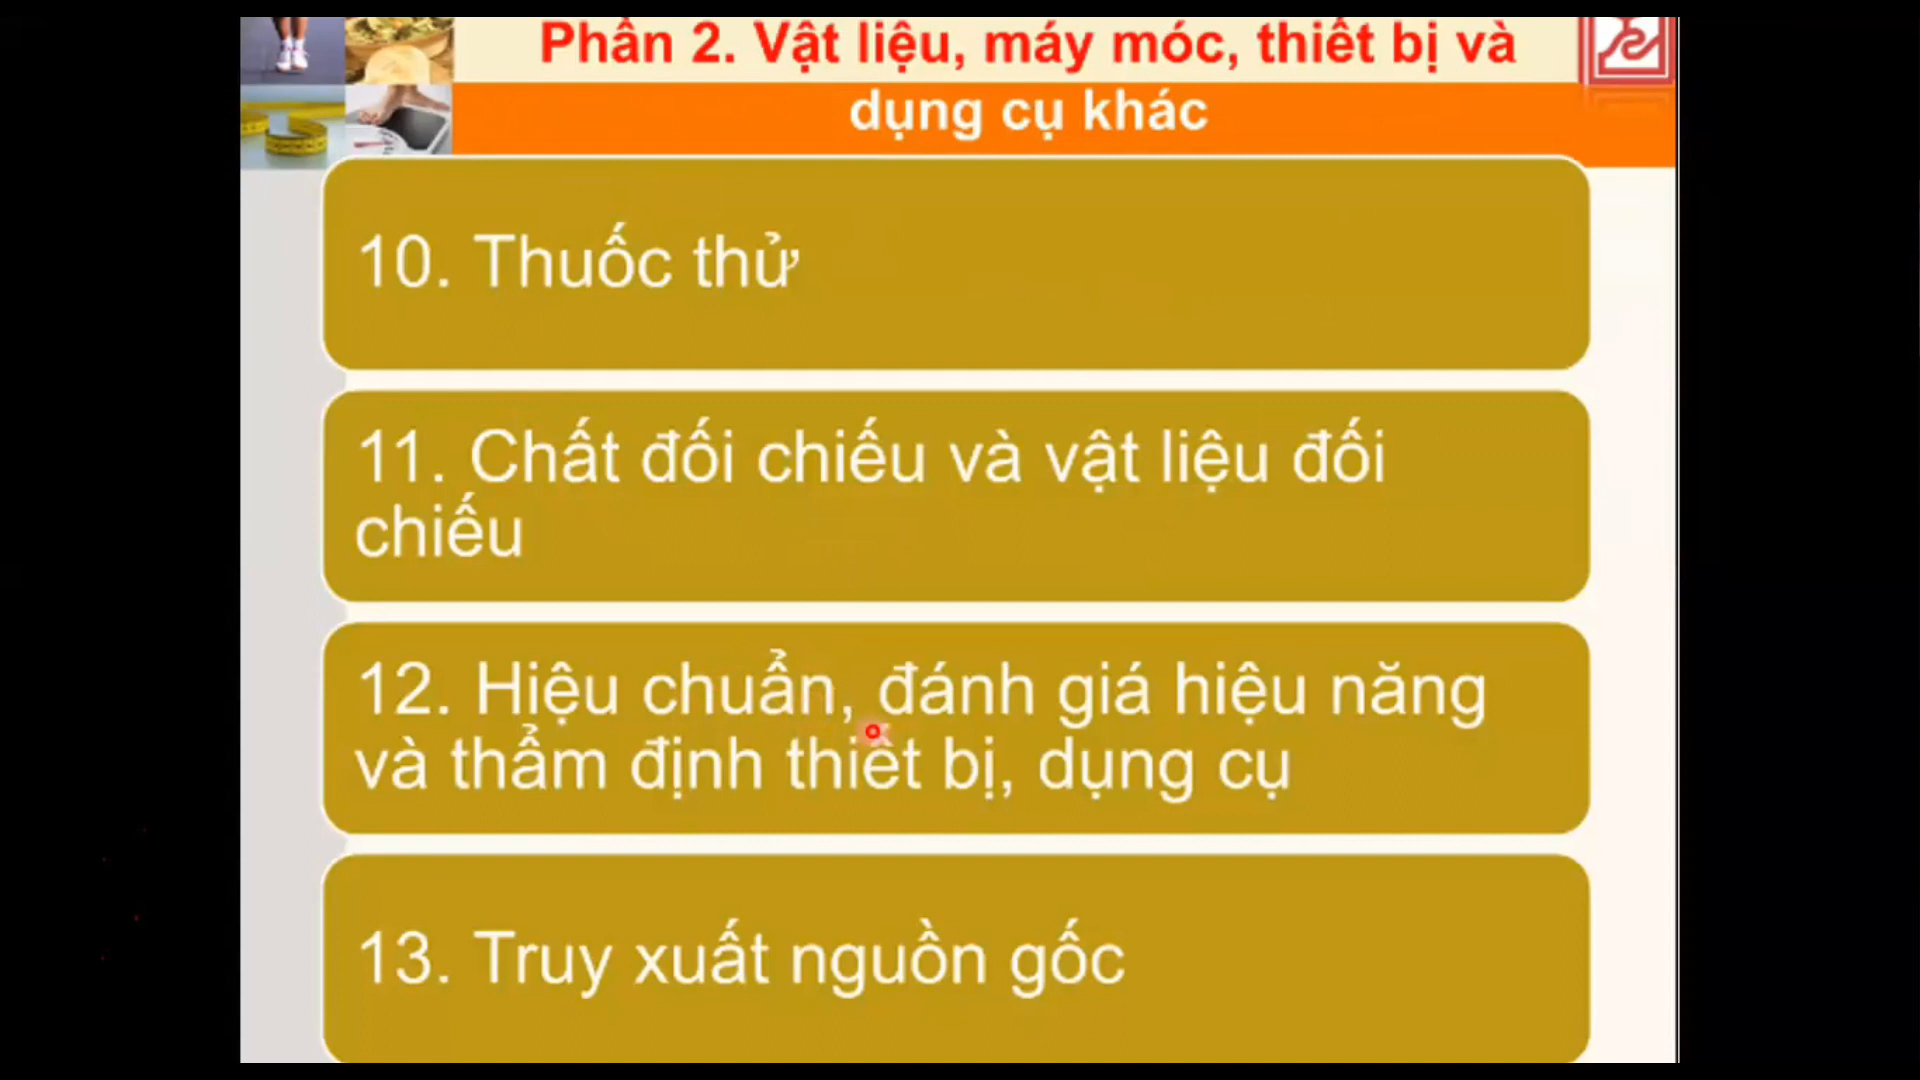 Phần 2. Vật liệu, máy móc, thiết bị và
dụng cụ khác
10. Thuốc thử
11. Chất đối chiếu và vật liệu đối
chiếu
12. Hiệu chuẩn, đánh giá hiệu năng
và thẩm định thiết bị, dụng cụ
13. Truy xuất nguồn gốc